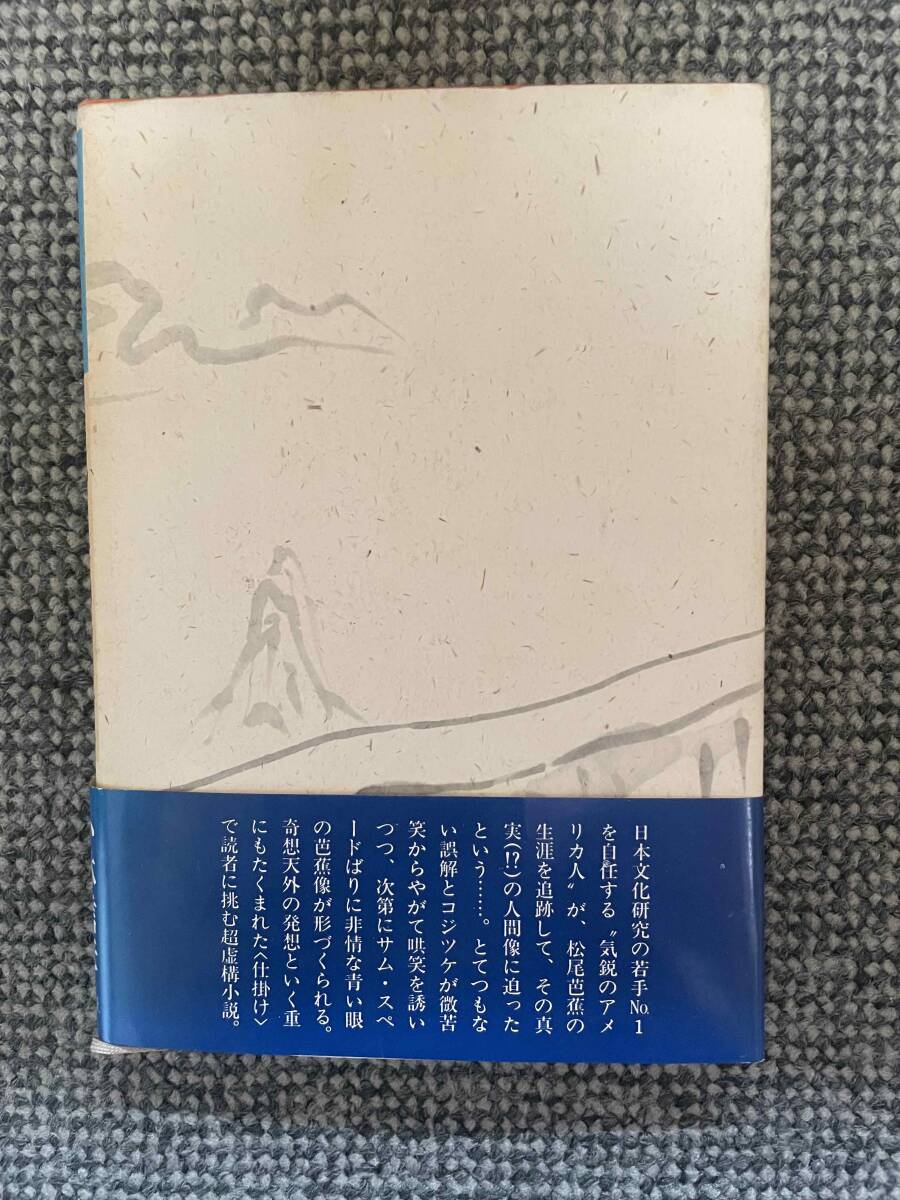 日本文化研究の若手No.1
を自任する〝気鋭のアメ
リカ人〟が、松尾芭蕉の
生涯を追跡して、その真
実(!?)の人間像に迫った
という……。とてつもな
い誤解とコジツケが微苦
笑からやがて哄笑を誘い
つつ、次第にサム・スペ
ードばりに非情な青い眼
の芭蕉像が形づくられる。
奇想天外の発想といく重
にもたくまれた〈仕掛け〉
で読者に挑む超虚構小説。